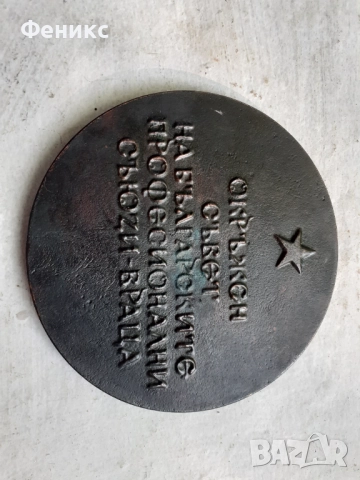 Феникс
ОКРЪЖЕН
СЪВЕТ
НА БЪЛГАРСКИТЕ
ПРОФЕСИОНАЛНИ
СЪЮЗИ-ВРАЦА
BAZAR